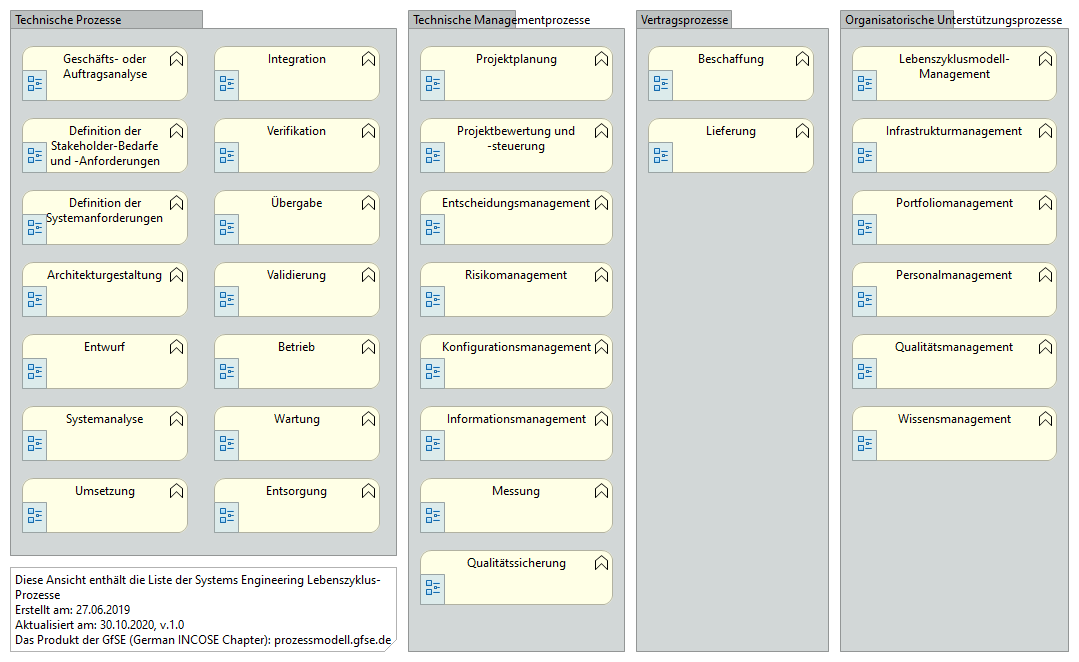 Technische Prozesse
Geschäfts- oder
Auftragsanalyse
Definition der
Stakeholder-Bedarfe
und -Anforderungen
Definition der
Systemanforderungen
Architekturgestaltung
Entwurf
Systemanalyse
Umsetzung
Integration
Verifikation
Übergabe
Validierung
Betrieb
Wartung
Entsorgung
Technische Managementprozesse
Projektplanung
Projektbewertung und
-steuerung
Entscheidungsmanagement
Risikomanagement
Konfigurationsmanagement
Informationsmanagement
Messung
Qualitätssicherung
Vertragsprozesse
Beschaffung
Lieferung
Organisatorische Unterstützungsprozesse
Lebenszyklusmodell-
Management
Infrastrukturmanagement
Portfoliomanagement
Personalmanagement
Qualitätsmanagement
Wissensmanagement
Diese Ansicht enthält die Liste der Systems Engineering Lebenszyklus-
Prozesse
Erstellt am: 27.06.2019
Aktualisiert am: 30.10.2020, v.1.0
Das Produkt der GfSE (German INCOSE Chapter): prozessmodell.gfse.de